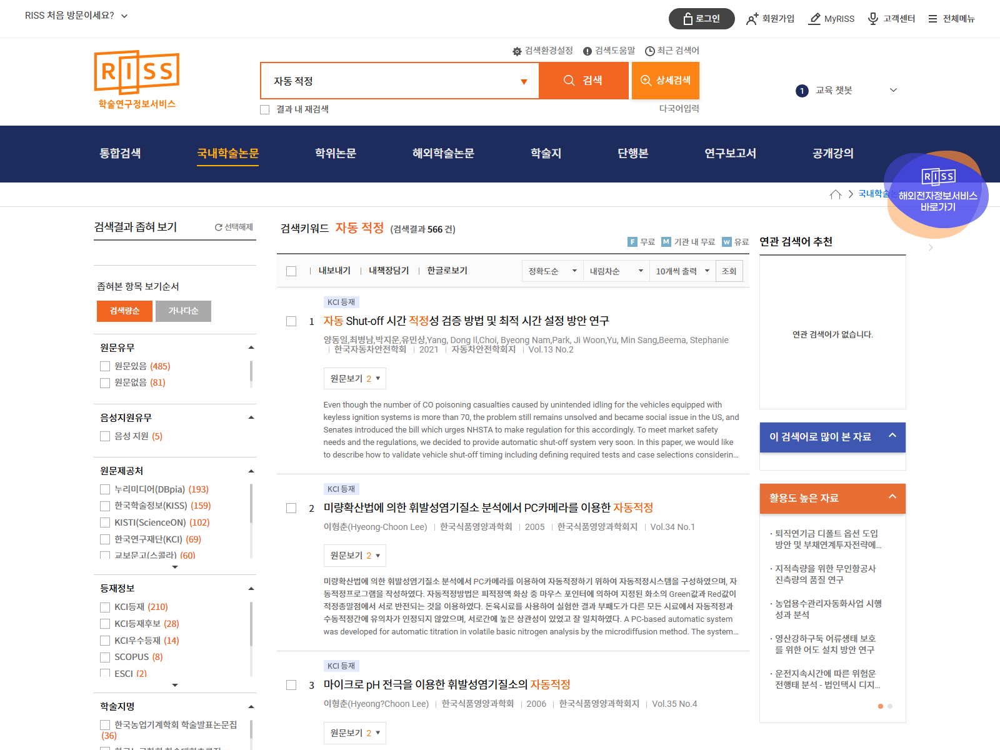 RISS 처음 방문이세요?
로그인
회원가입
MyRISS
고객센터
전체메뉴
검색환경설정
검색도움말
최근 검색어
RISS
학술연구정보서비스
자동 적정
검색
상세검색
결과 내 재검색
다국어입력
1 교육 챗봇
통합검색
국내학술논문
학위논문
해외학술논문
학술지
단행본
연구보고서
공개강의
국내학술논문
RISS
해외전자정보서비스
바로가기
검색결과 좁혀 보기
선택해제
좁혀본 항목 보기순서
검색량순
가나다순
원문유무
원문있음 (485)
원문없음 (81)
음성지원유무
음성 지원 (5)
원문제공처
누리미디어(DBpia) (193)
한국학술정보(KISS) (159)
KISTI(ScienceON) (102)
한국연구재단(KCI) (69)
교보문고(스콜라) (60)
등재정보
KCI등재 (210)
KCI등재후보 (28)
KCI우수등재 (14)
SCOPUS (8)
ESCI (2)
학술지명
한국농업기계학회 학술발표논문집
(36)
검색키워드 자동 적정 (검색결과 566 건)
F 무료 M 기관 내 무료 W 유료
내보내기
내책장담기
한글로보기
정확도순
내림차순
10개씩 출력
조회
KCI 등재
1 자동 Shut-off 시간 적정성 검증 방법 및 최적 시간 설정 방안 연구
양동일,최병남,박지운,유민상,Yang, Dong Il,Choi, Byeong Nam,Park, Ji Woon,Yu, Min Sang,Beema, Stephanie
한국자동차안전학회 2021 자동차안전학회지 Vol.13 No.2
원문보기 2
Even though the number of CO poisoning casualties caused by unintended idling for the vehicles equipped with
keyless ignition systems is more than 70, the problem still remains unsolved and became social issue in the US, and
Senates introduced the bill which urges NHSTA to make regulation for this accordingly. To meet market safety
needs and the regulations, we decided to provide automatic shut-off system very soon. In this paper, we would like
to describe how to validate vehicle shut-off timing including defining required tests and case selections considerin...
KCI 등재
2 미량확산법에 의한 휘발성염기질소 분석에서 PC카메라를 이용한 자동적정
이형춘(Hyeong-Choon Lee) 한국식품영양과학회 2005 한국식품영양과학회지 Vol.34 No.1
원문보기 2
미량확산법에 의한 휘발성염기질소 분석에서 PC카메라를 이용하여 자동적정하기 위하여 자동적정시스템을 구성하였으며, 자
동적정프로그램을 작성하였다. 자동적정방법은 피적정액 화상 중 마우스 포인터에 의하여 지정된 화소의 Green값과 Red값이
적정종말점에서 서로 반전되는 것을 이용하였다. 돈육시료를 사용하여 실험한 결과 부패도가 다른 모든 시료에서 자동적정과
수동적정간에 유의차가 인정되지 않았으며, 서로간에 높은 상관성이 있었고 잘 일치하였다. A PC-based automatic system
was developed for automatic titration in volatile basic nitrogen analysis by the microdiffusion method. The system...
KCI 등재
3 마이크로 pH 전극을 이용한 휘발성염기질소의 자동적정
이형춘(Hyeong?Choon Lee) 한국식품영양과학회 2006 한국식품영양과학회지 Vol.35 No.4
원문보기 2
연관 검색어 추천
연관 검색어가 없습니다.
이 검색어로 많이 본 자료
활용도 높은 자료
· 퇴직연기금 디폴트 옵션 도입
방안 및 부채연계투자전략에...
· 지적측량을 위한 무인항공사
진측량의 품질 연구
· 농업용수관리자동화사업 시행
성과 분석
· 영산강하구둑 어류생태 보호
를 위한 어도 설치 방안 연구
· 운전지속시간에 따른 위험운
전행태 분석 - 법인택시 디지...